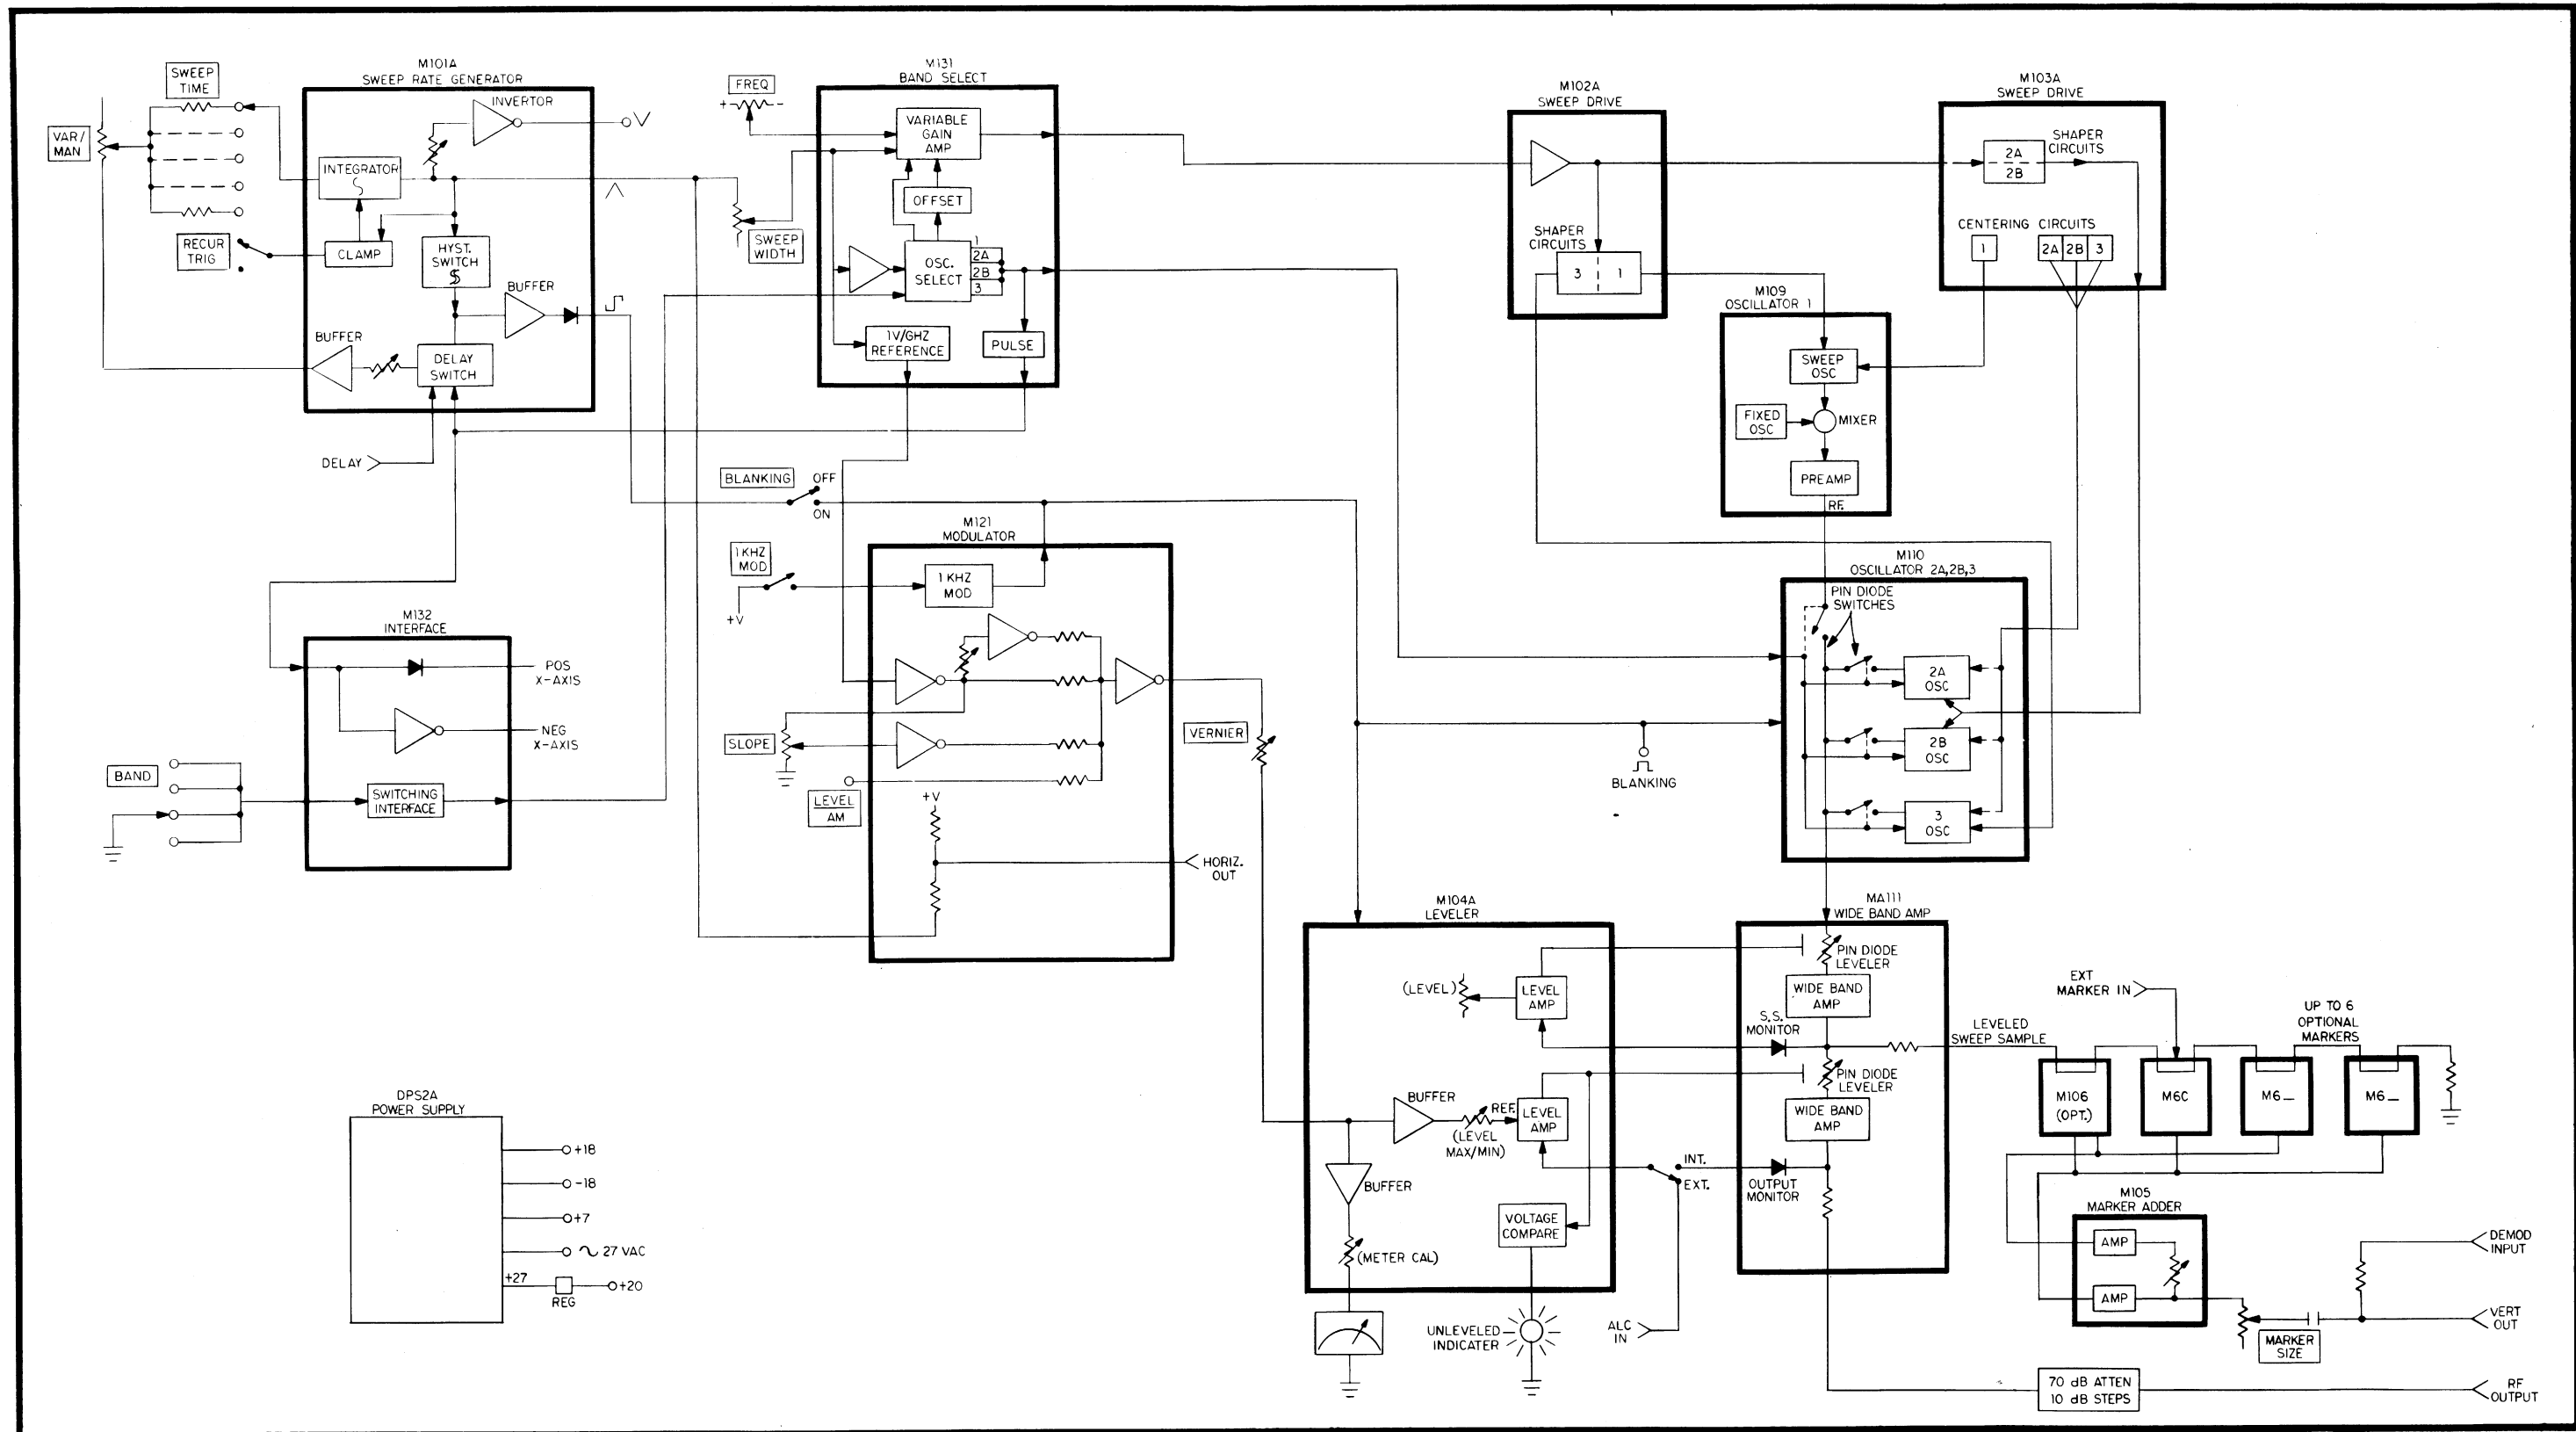 M101A
SWEEP RATE GENERATOR
SWEEP
TIME
VAR/
MAN
INVERTOR
INTEGRATOR
RECUR
TRIG
CLAMP
HYST.
SWITCH
$
BUFFER
BUFFER
DELAY
SWITCH
DELAY
M131
BAND SELECT
FREQ
+ -
VARIABLE
GAIN
AMP
OFFSET
SWEEP
WIDTH
OSC.
SELECT
1
2A
2B
3
1V/GHZ
REFERENCE
PULSE
M102A
SWEEP DRIVE
SHAPER
CIRCUITS
3 1
M103A
SWEEP DRIVE
2A
2B
SHAPER
CIRCUITS
CENTERING CIRCUITS
1
2A 2B 3
M109
OSCILLATOR 1
SWEEP
OSC
FIXED
OSC
MIXER
PREAMP
RF.
BLANKING
OFF
ON
M121
MODULATOR
1 KHZ
MOD
+V
1 KHZ
MOD
SLOPE
LEVEL
AM
+V
HORIZ.
OUT
VERNIER
M132
INTERFACE
POS
X-AXIS
NEG
X-AXIS
BAND
SWITCHING
INTERFACE
M110
OSCILLATOR 2A,2B,3
PIN DIODE
SWITCHES
2A
OSC
2B
OSC
3
OSC
BLANKING
M104A
LEVELER
(LEVEL)
LEVEL
AMP
BUFFER
REF.
LEVEL
AMP
(LEVEL
MAX/MIN)
BUFFER
(METER CAL)
VOLTAGE
COMPARE
UNLEVELED
INDICATER
INT.
EXT.
ALC
IN
MA111
WIDE BAND AMP
PIN DIODE
LEVELER
WIDE BAND
AMP
S.S.
MONITOR
PIN DIODE
LEVELER
WIDE BAND
AMP
OUTPUT
MONITOR
LEVELED
SWEEP SAMPLE
EXT
MARKER IN
UP TO 6
OPTIONAL
MARKERS
M106
(OPT.)
M6C
M6_
M6_
M105
MARKER ADDER
AMP
AMP
MARKER
SIZE
DEMOD
INPUT
VERT
OUT
70 dB ATTEN
10 dB STEPS
RF
OUTPUT
DPS2A
POWER SUPPLY
+18
-18
+7
27 VAC
+27
REG
+20